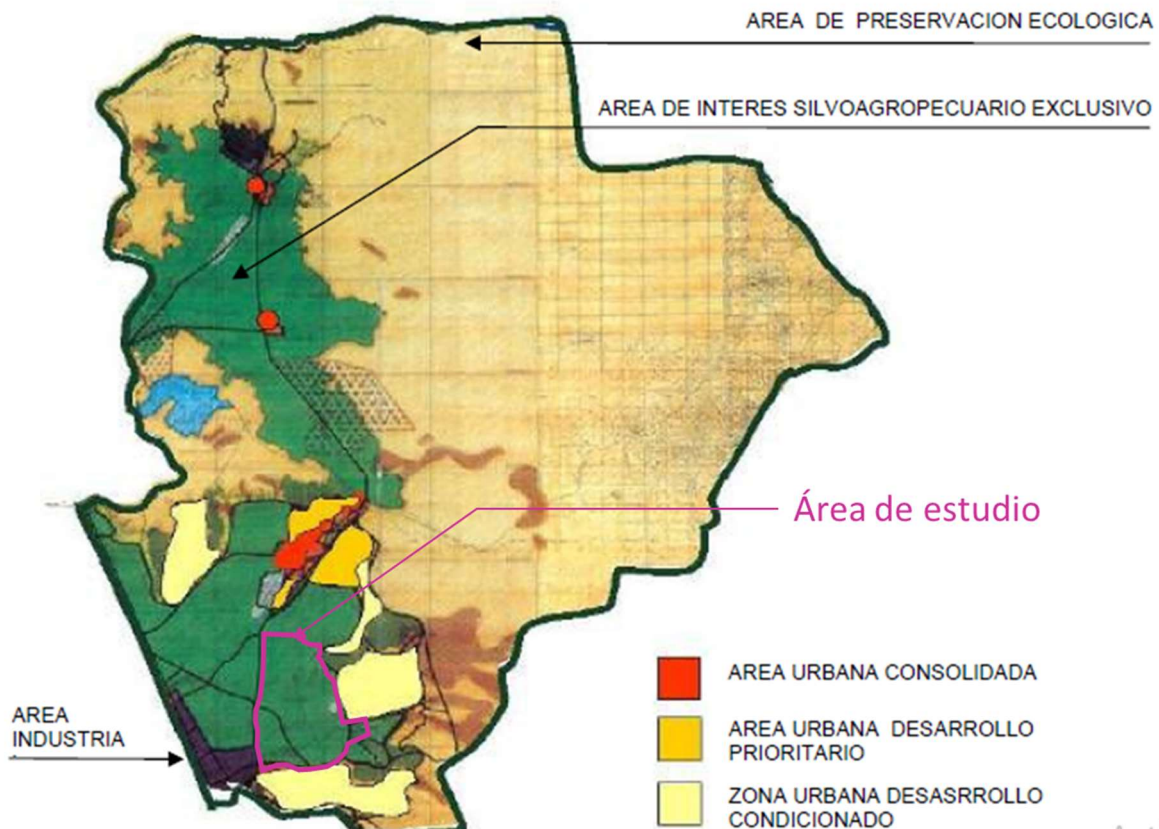 AREA DE PRESERVACION ECOLOGICA
AREA DE INTERES SILVOAGROPECUARIO EXCLUSIVO
Área de estudio
AREA
INDUSTRIA
AREA URBANA CONSOLIDADA
AREA URBANA DESARROLLO
PRIORITARIO
ZONA URBANA DESASRROLLO
CONDICIONADO